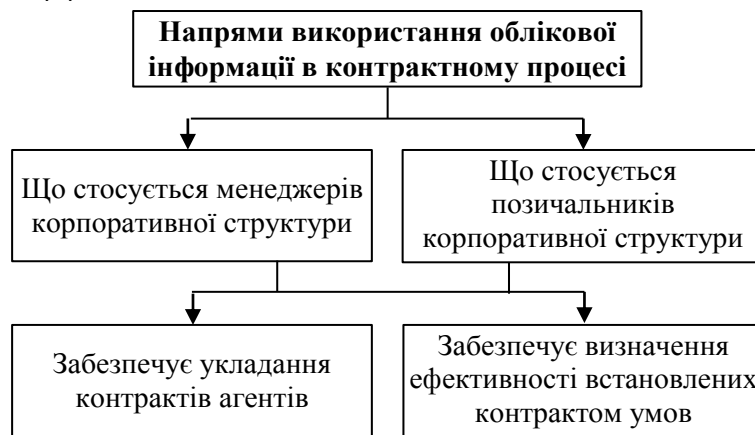 Напрями використання облікової
інформації в контрактному процесі
Що стосується менеджерів
корпоративної структури
Що стосується
позичальників
корпоративної структури
Забезпечує укладання
контрактів агентів
Забезпечує визначення
ефективності встановлених
контрактом умов